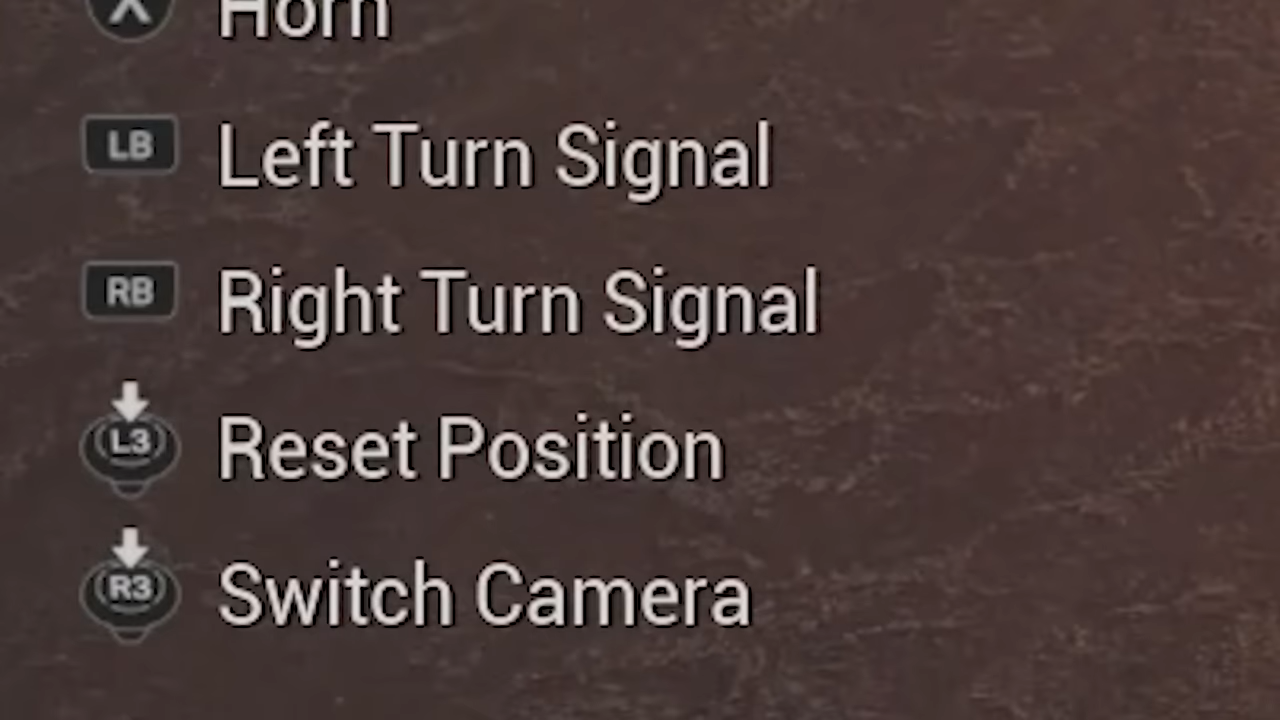 X Horn
LB Left Turn Signal
RB Right Turn Signal
L3 Reset Position
R3 Switch Camera